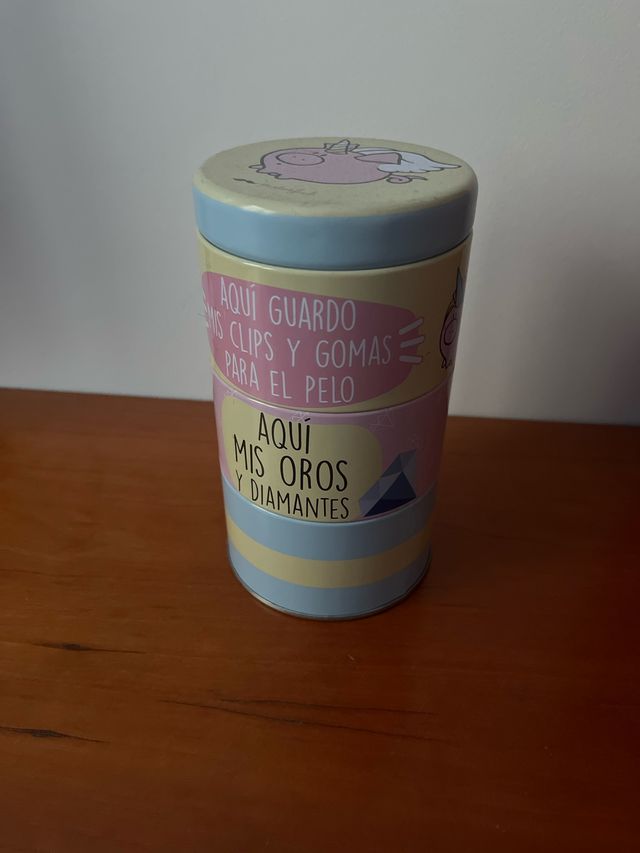 AQUÍ GUARDO
MIS CLIPS Y GOMAS
PARA EL PELO
AQUÍ
MIS OROS
Y DIAMANTES